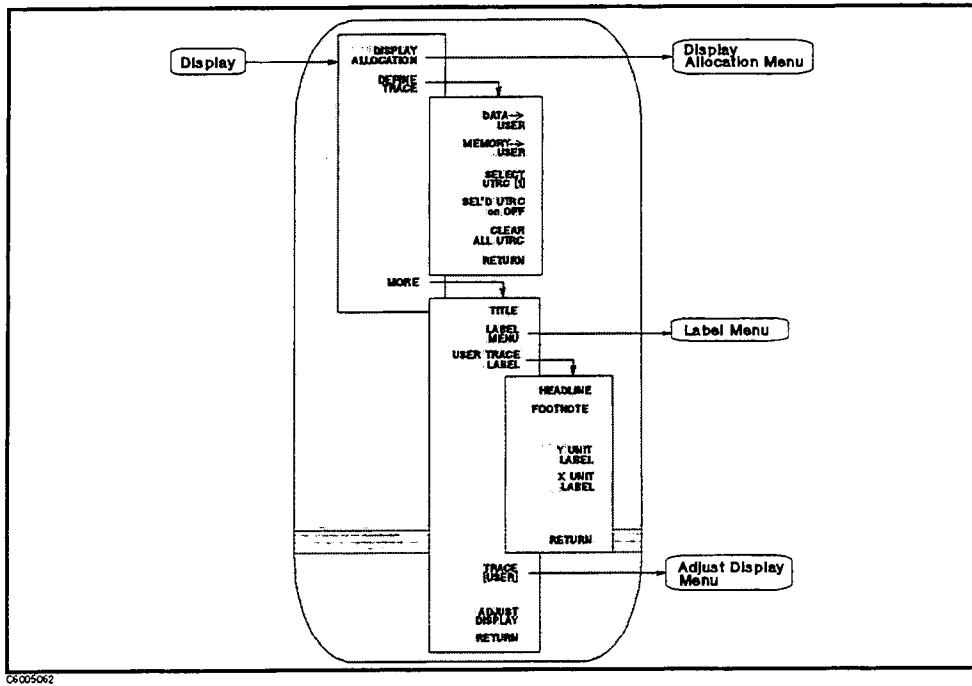 Display
DISPLAY
ALLOCATION
DEFINE
TRACE
Display
Allocation Menu
DATA→
USER
MEMORY→
USER
SELECT
UTRC [1]
SEL'D UTRC
on OFF
CLEAR
ALL UTRC
RETURN
MORE
TITLE
LABEL
MENU
Label Menu
USER TRACE
LABEL
HEADLINE
FOOTNOTE
Y UNIT
LABEL
X UNIT
LABEL
RETURN
TRACE
[USER]
Adjust Display
Menu
ADJUST
DISPLAY
RETURN
C6005062